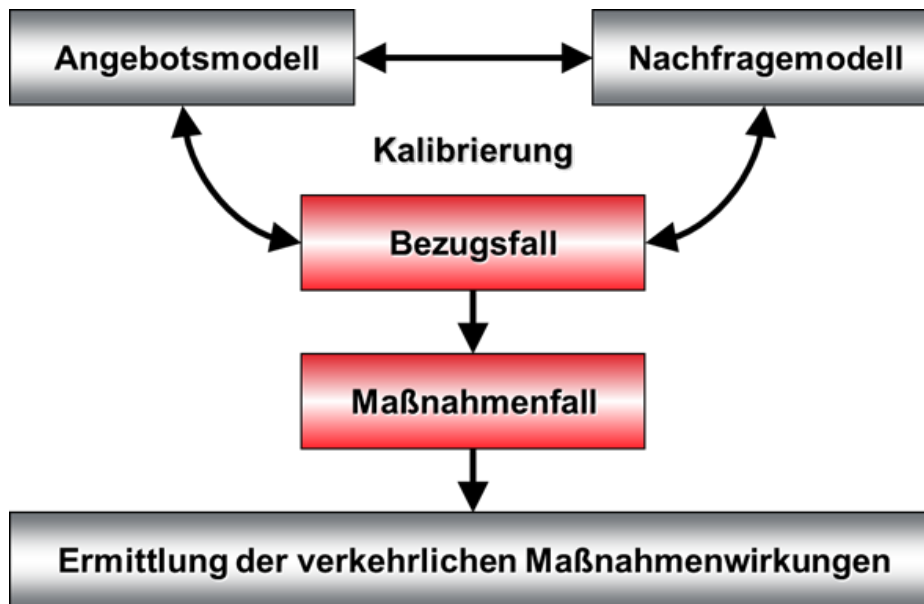 Angebotsmodell
Nachfragemodell
Kalibrierung
Bezugsfall
Maßnahmenfall
Ermittlung der verkehrlichen Maßnahmenwirkungen